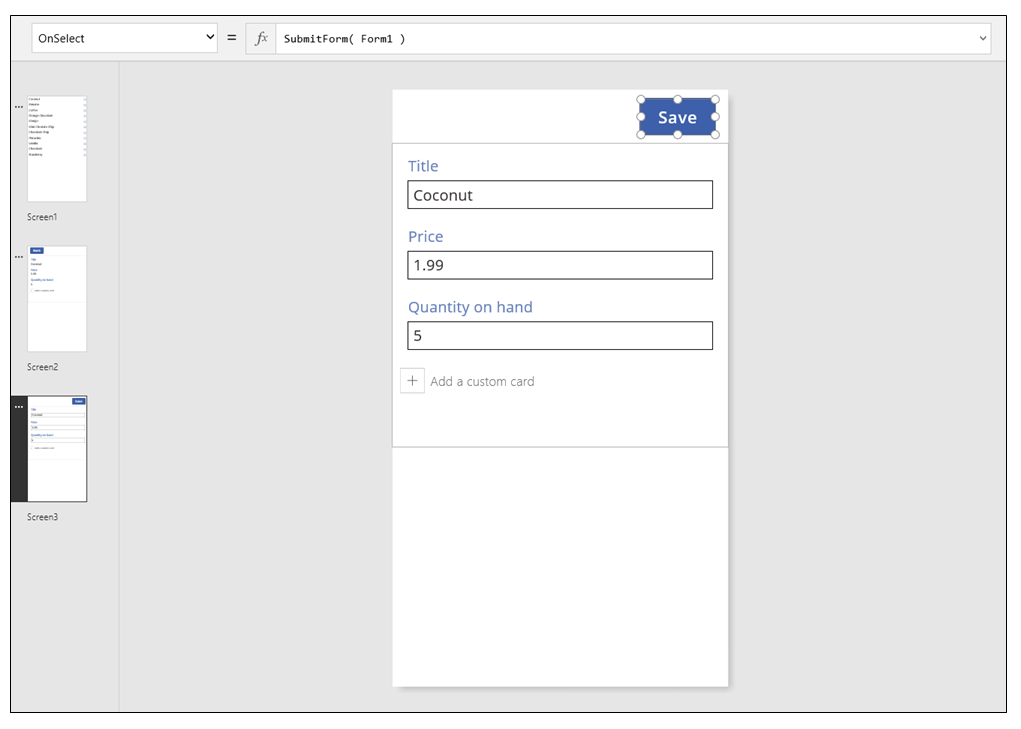 OnSelect = fx SubmitForm( Form1 )
Screen1
Screen2
Screen3
Save
Title
Coconut
Price
1.99
Quantity on hand
5
+ Add a custom card